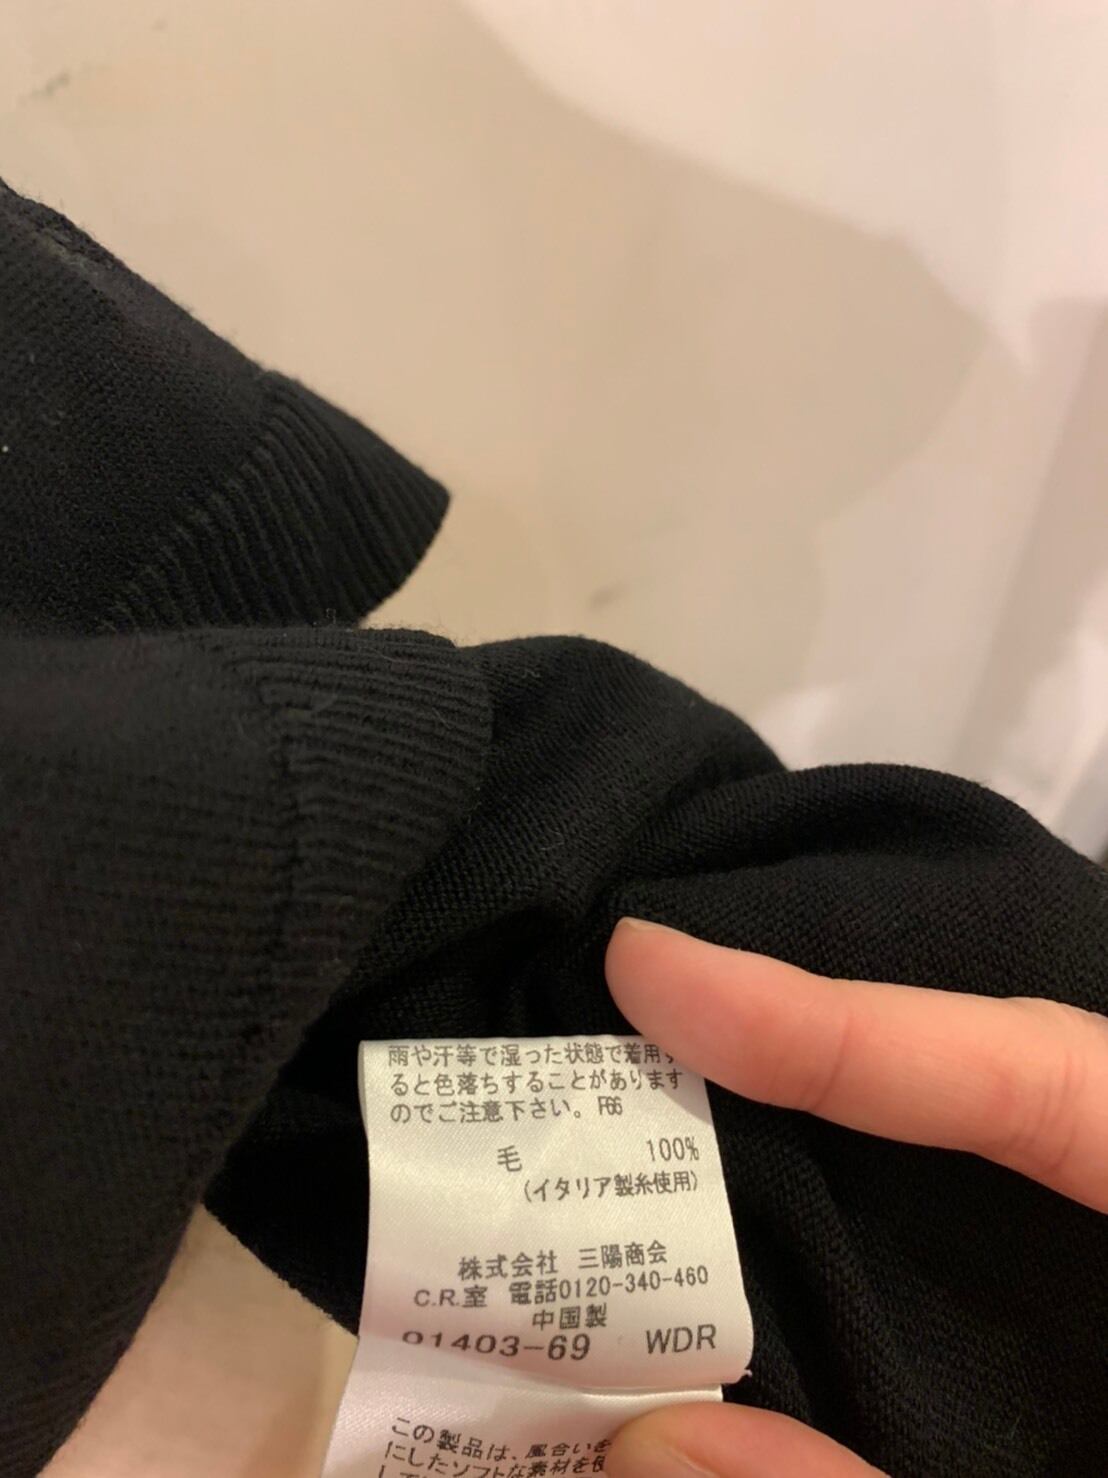 雨や汗等で湿った状態で着用す
ると色落ちすることがあります
のでご注意下さい。F66
毛 100%
(イタリア製糸使用)
株式会社 三陽商会
C.R.室 電話0120-340-460
中国製
91403-69 WDR
この製品は、風合いを
にしたソフトな素材を使